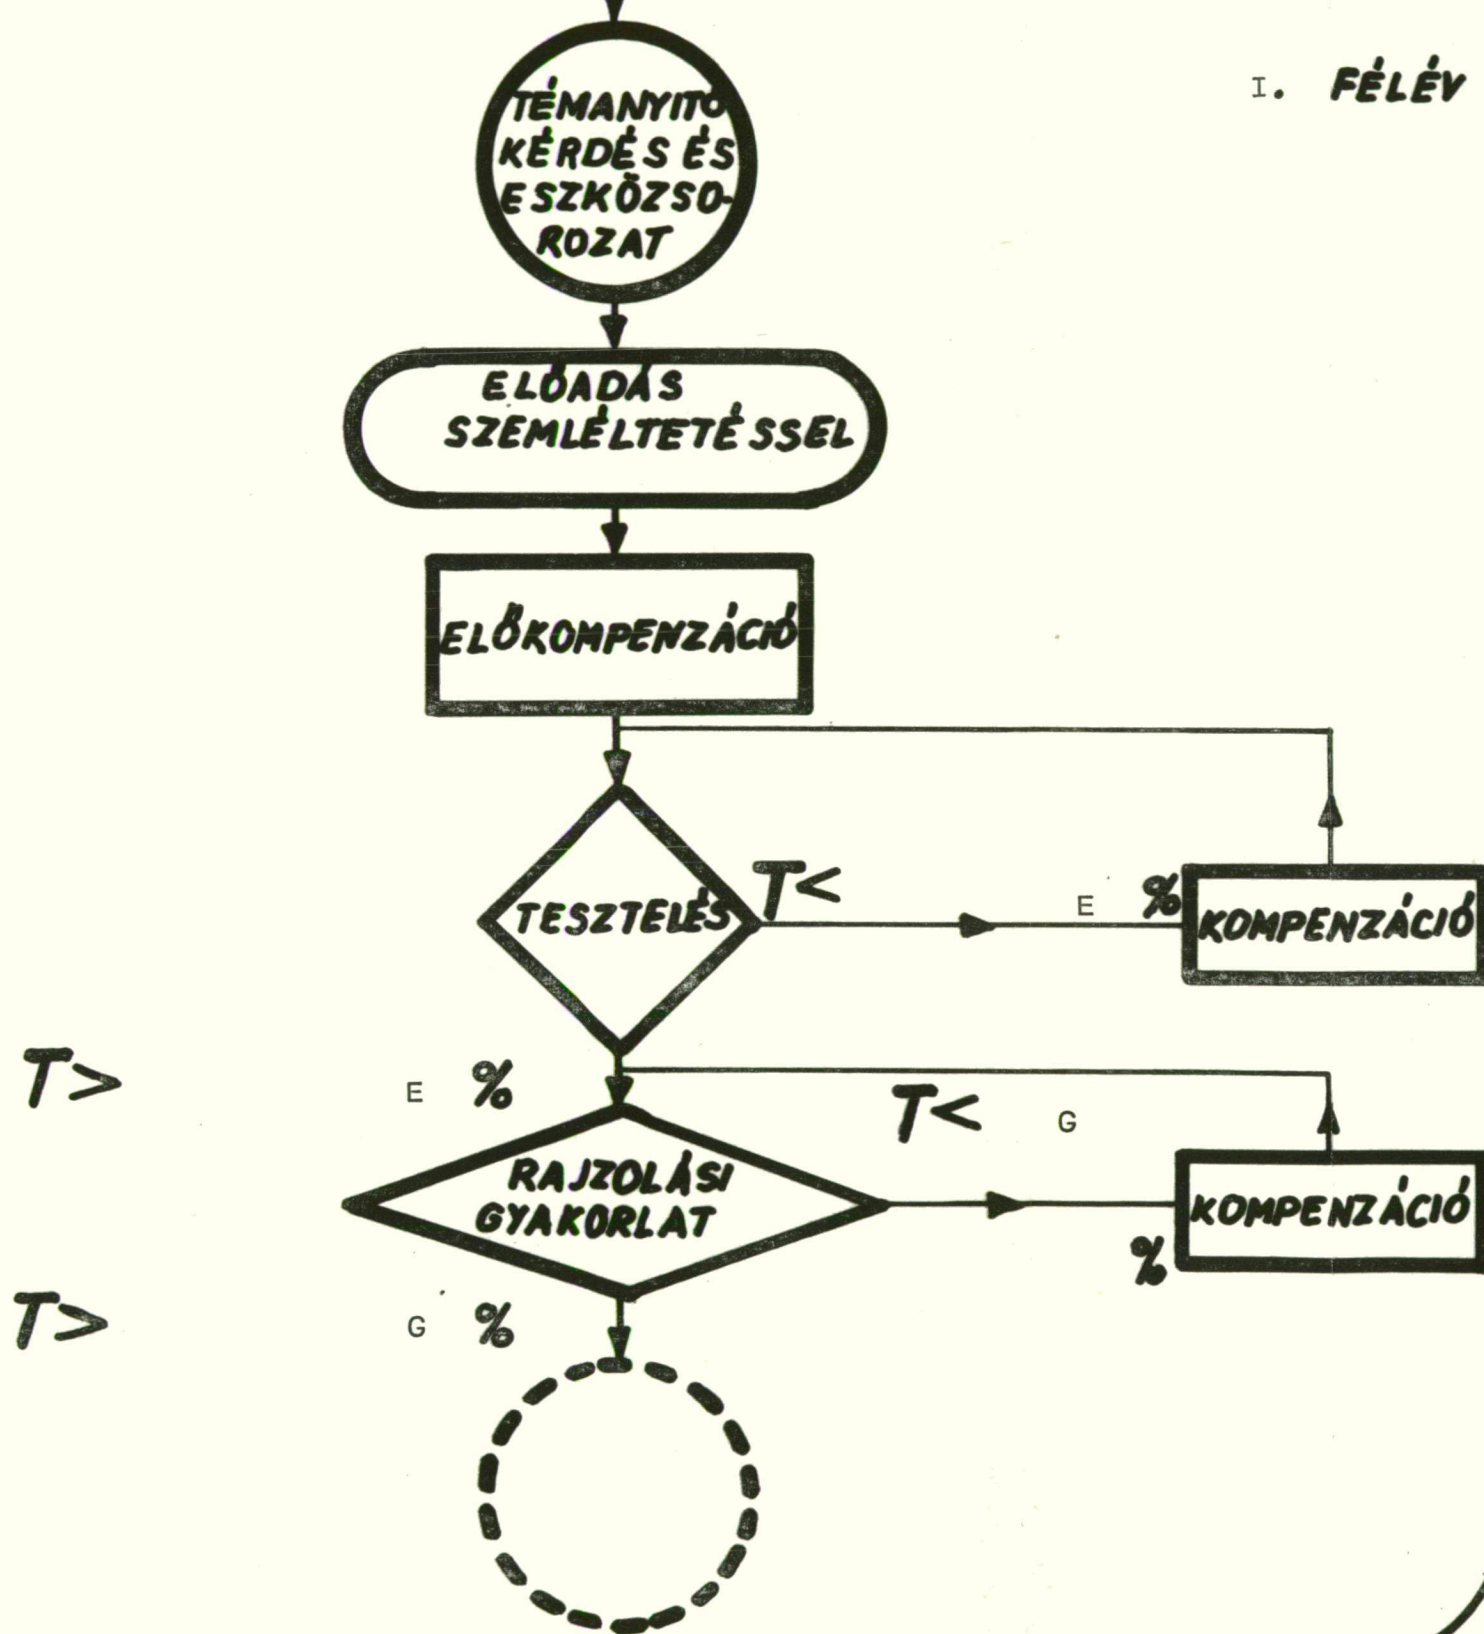 I. FÉLÉV
TÉMANYITÓ
KÉRDÉS ÉS
ESZKÖZSO-
ROZAT
ELŐADÁS
SZEMLÉLTETÉSSEL
ELŐKOMPENZÁCIÓ
TESZTELÉS
T< E %
KOMPENZÁCIÓ
T> E %
T< G
RAJZOLÁSI
GYAKORLAT
KOMPENZÁCIÓ
%
T> G %